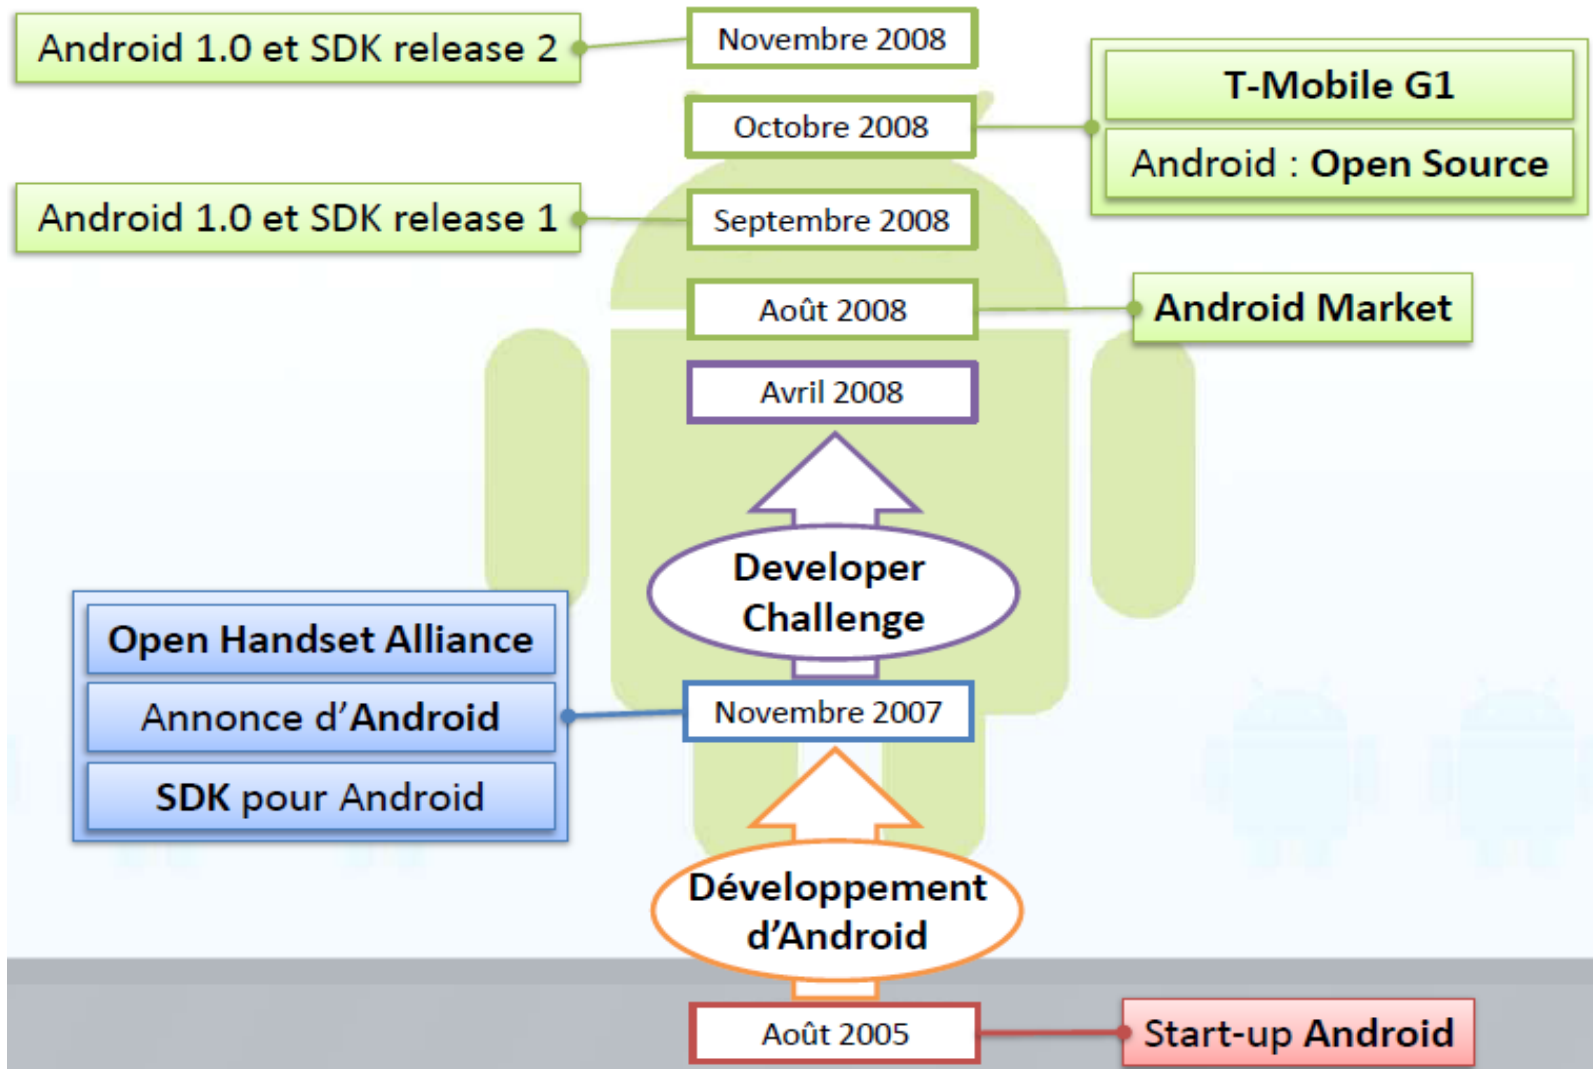 Android 1.0 et SDK release 2
Novembre 2008
Octobre 2008
T-Mobile G1
Android : Open Source
Android 1.0 et SDK release 1
Septembre 2008
Août 2008
Android Market
Avril 2008
Developer
Challenge
Open Handset Alliance
Annonce d’Android
SDK pour Android
Novembre 2007
Développement
d’Android
Août 2005
Start-up Android